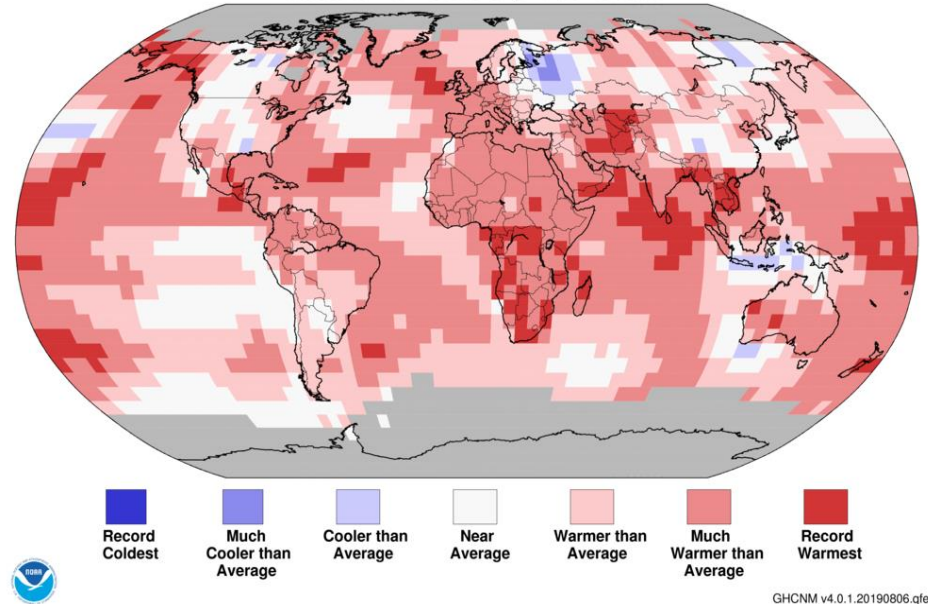 Record
Coldest
Much
Cooler than
Average
Cooler than
Average
Near
Average
Warmer than
Average
Much
Warmer than
Average
Record
Warmest
NOAA
GHCNM v4.0.1.20190806.qfe